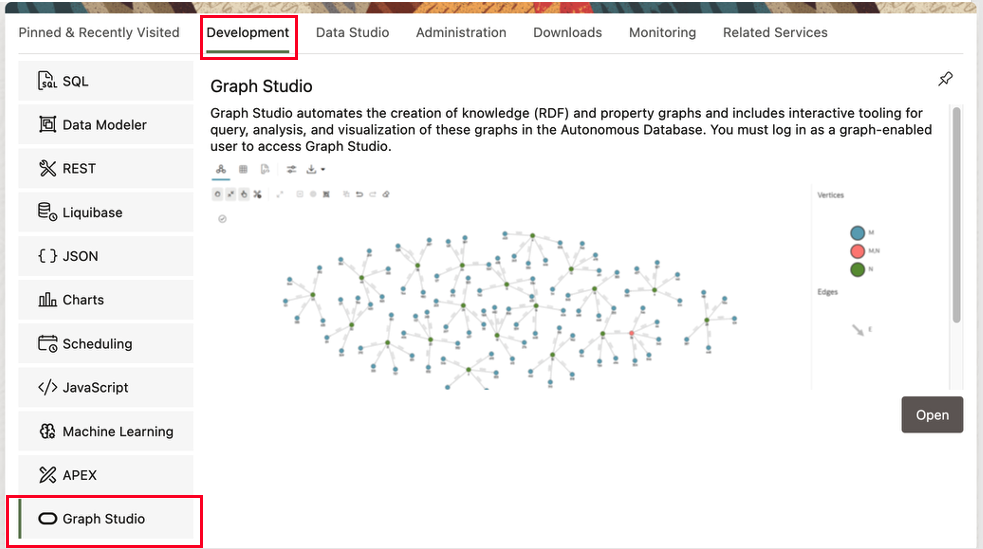 Pinned & Recently Visited
Development
Data Studio
Administration
Downloads
Monitoring
Related Services
SQL
SQL
Data Modeler
REST
Liquibase
{ } JSON
Charts
Scheduling
</> JavaScript
Machine Learning
APEX
Graph Studio
Graph Studio
Graph Studio automates the creation of knowledge (RDF) and property graphs and includes interactive tooling for
query, analysis, and visualization of these graphs in the Autonomous Database. You must log in as a graph-enabled
user to access Graph Studio.
Vertices
M
M,N
N
Edges
E
Open